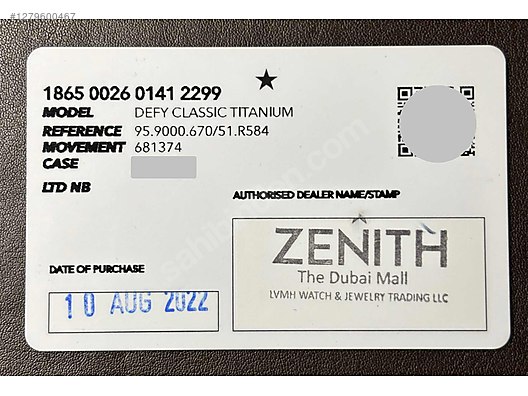 #1279600467
1865 0026 0141 2299
MODEL DEFY CLASSIC TITANIUM
REFERENCE 95.9000.670/51.R584
MOVEMENT 681374
CASE
LTD NB
AUTHORISED DEALER NAME/STAMP
ZENITH
The Dubai Mall
LVMH WATCH & JEWELRY TRADING LLC
DATE OF PURCHASE
10 AUG 2022
sahibinden.com